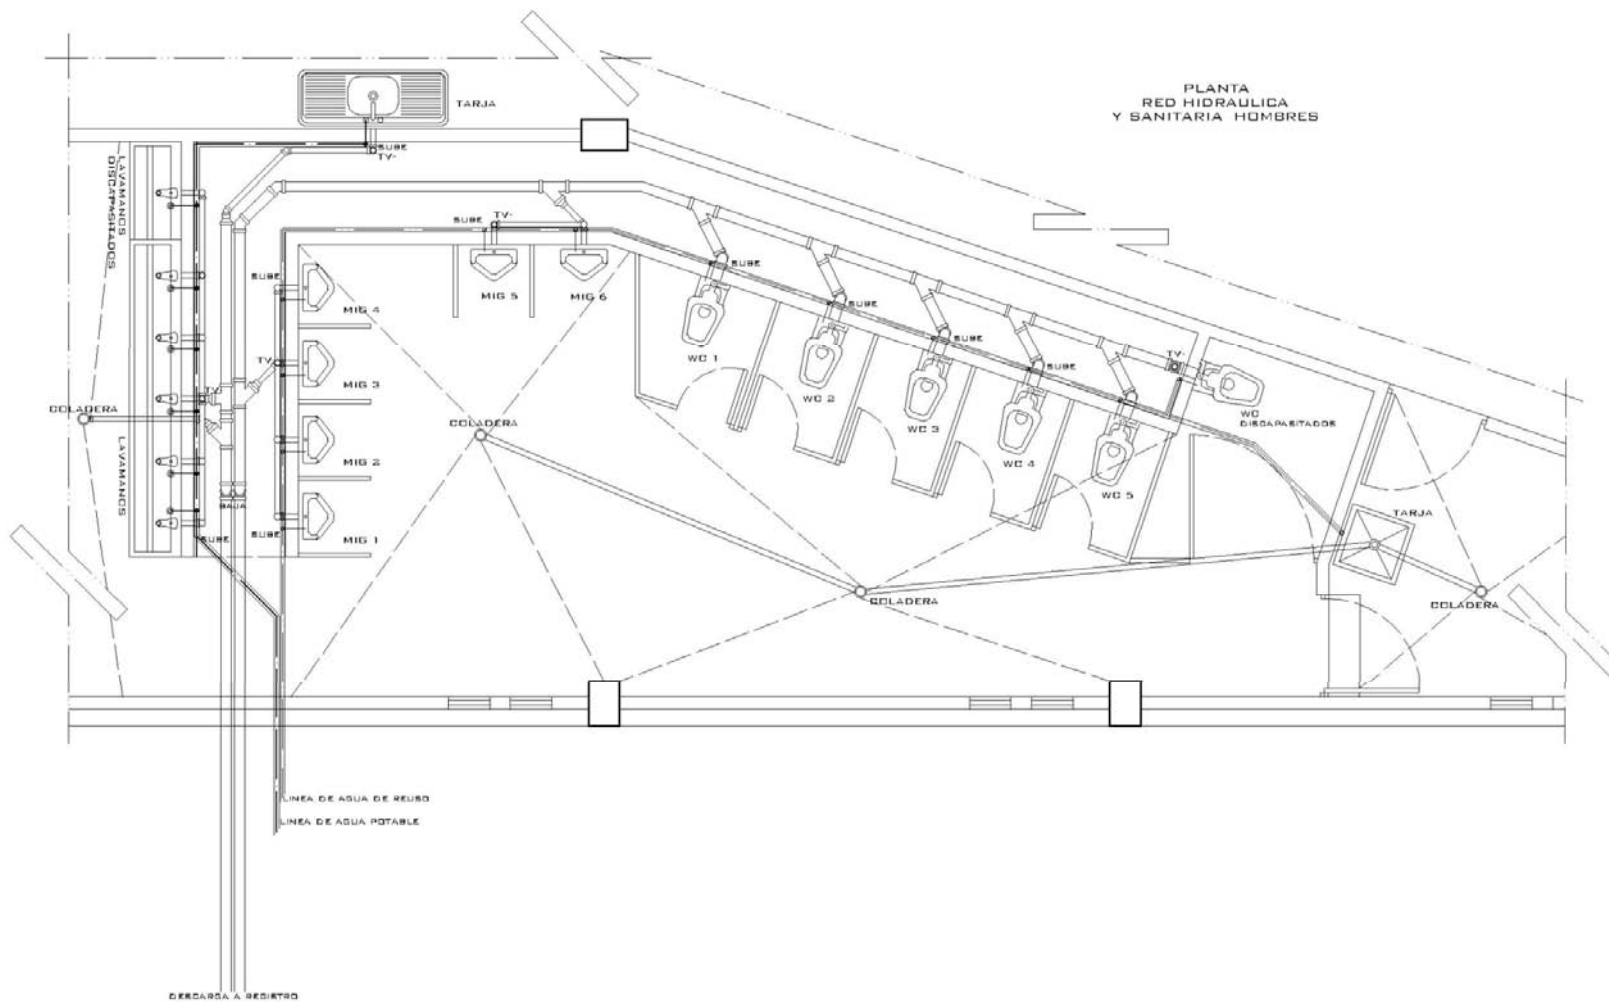 PLANTA
RED HIDRAULICA
Y SANITARIA HOMBRES
TARJA
SUBE
TV-
LAVAMANOS
DISCAPASITADOS
SUBE
TV-
SUBE
MIG 5
MIG 6
SUBE
MIG 4
SUBE
WC 1
SUBE
WC 2
SUBE
WC 3
SUBE
WC 4
WC 5
TV-
WC
DISCAPASITADOS
TV-
MIG 3
TV-
COLADERA
COLADERA
LAVAMANOS
MIG 2
BAJA
SUBE
SUBE
MIG 1
TARJA
COLADERA
COLADERA
LINEA DE AGUA DE REUSO
LINEA DE AGUA POTABLE
DESCARGA A REGISTRO